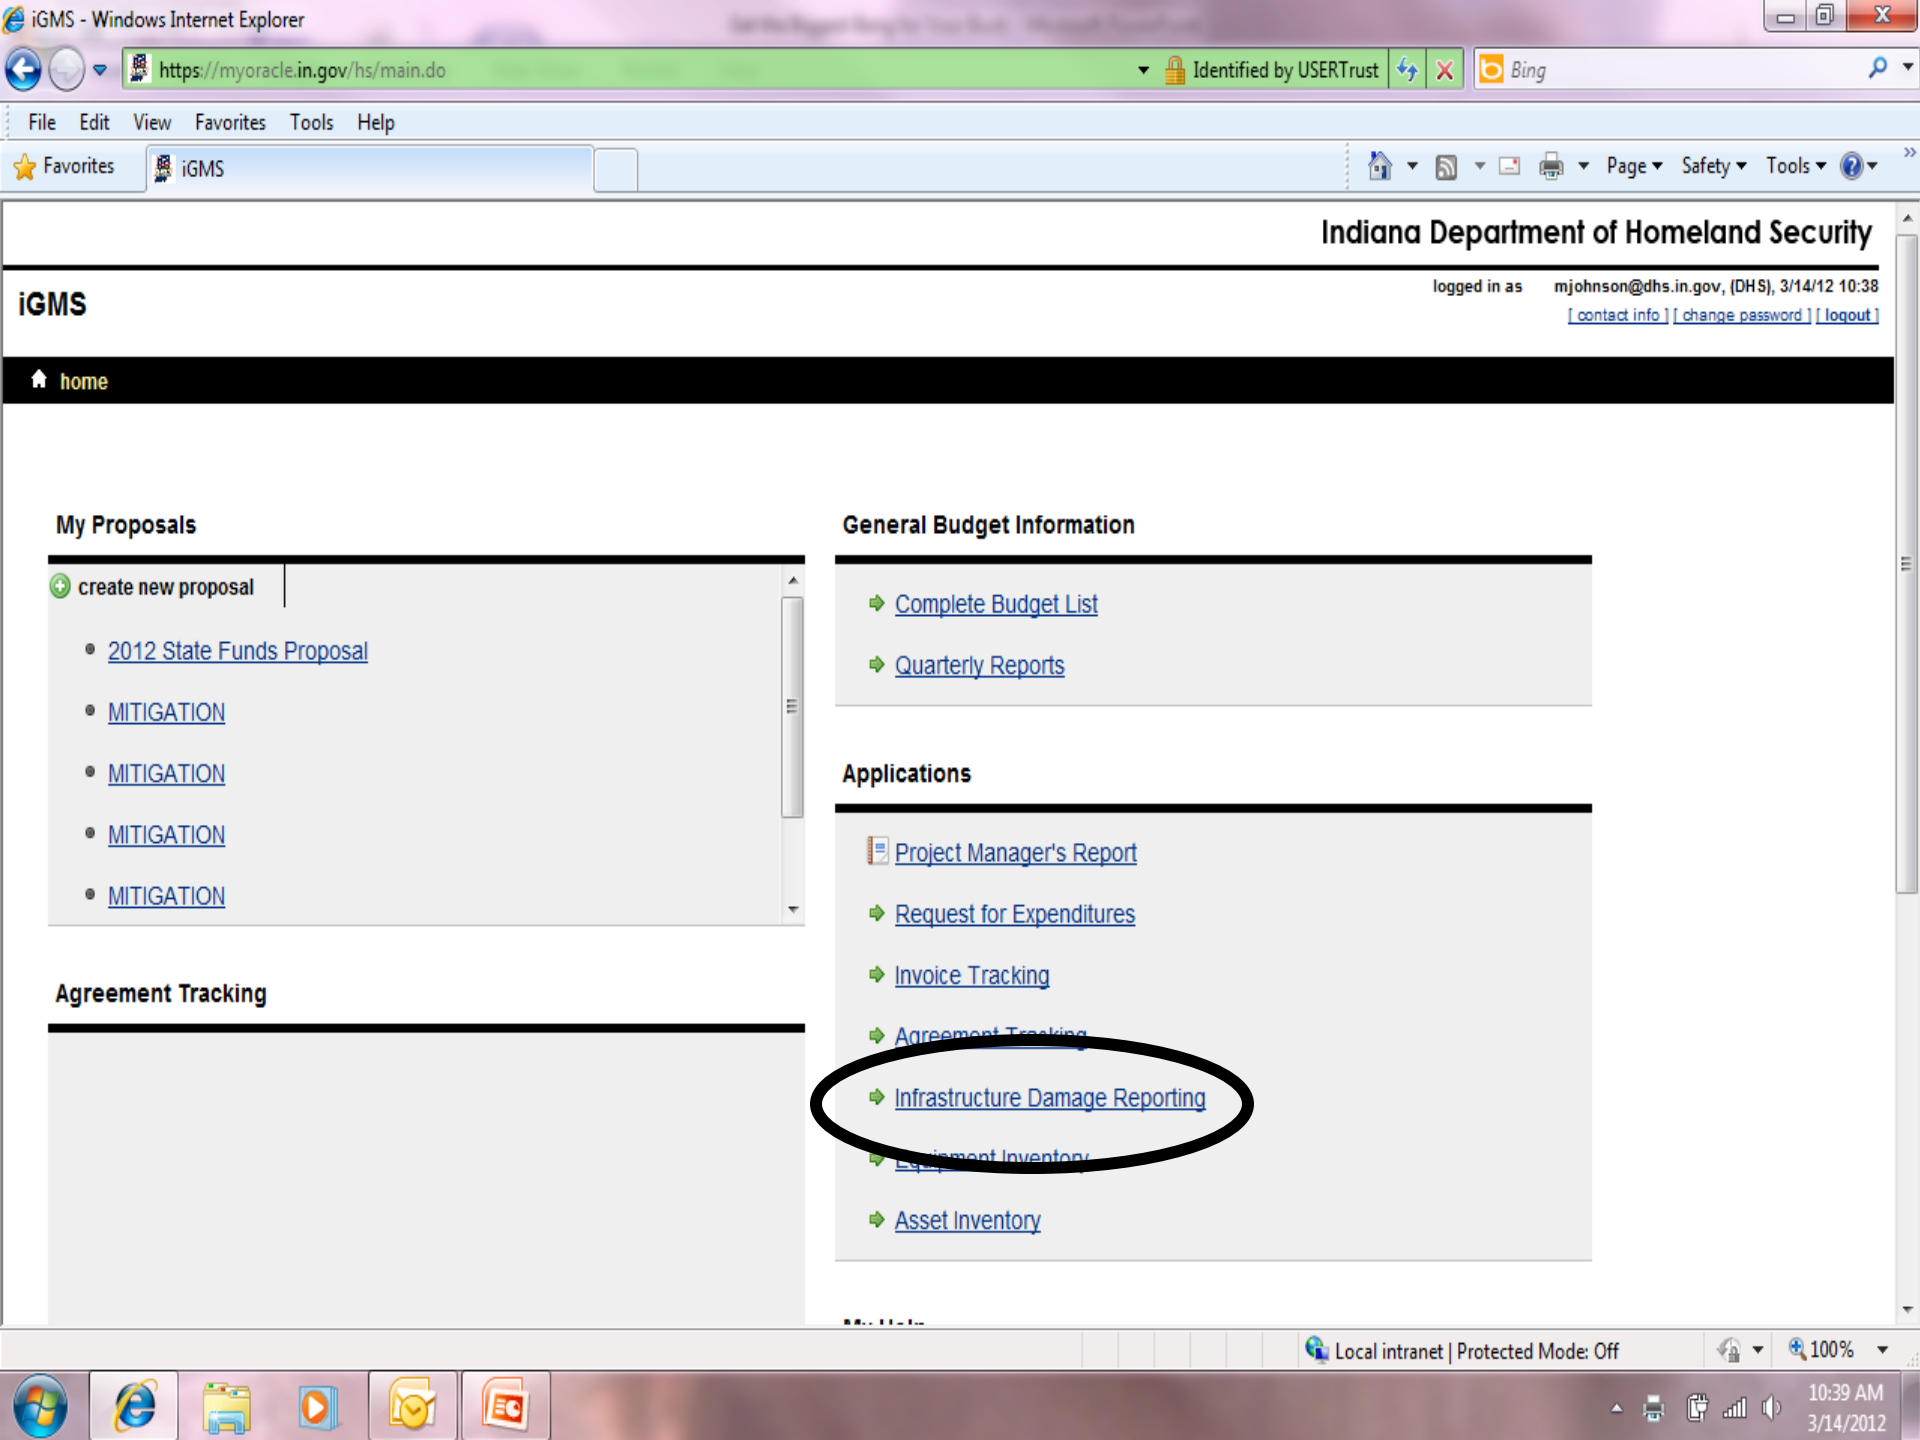 iGMS - Windows Internet Explorer
https://myoracle.in.gov/hs/main.do
Identified by USERTrust
Bing
File Edit View Favorites Tools Help
Favorites
iGMS
Page Safety Tools
Indiana Department of Homeland Security
iGMS
logged in as mjohnson@dhs.in.gov, (DHS), 3/14/12 10:38
[ contact info ] [ change password ] [ logout ]
home
My Proposals
create new proposal
2012 State Funds Proposal
MITIGATION
MITIGATION
MITIGATION
MITIGATION
Agreement Tracking
General Budget Information
Complete Budget List
Quarterly Reports
Applications
Project Manager's Report
Request for Expenditures
Invoice Tracking
Agreement Tracking
Infrastructure Damage Reporting
Equipment Inventory
Asset Inventory
My Help
Local intranet | Protected Mode: Off
100%
10:39 AM
3/14/2012